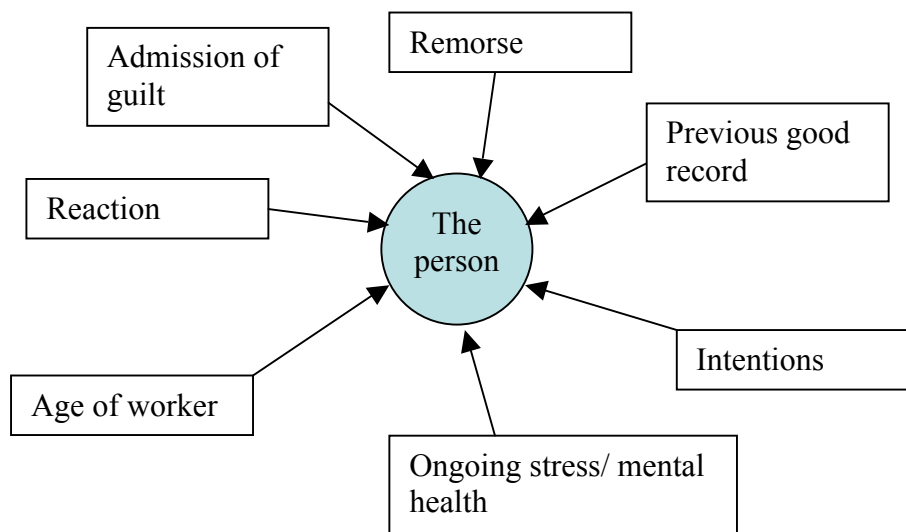 Remorse
Admission of
guilt
Previous good
record
Reaction
The
person
Intentions
Age of worker
Ongoing stress/ mental
health